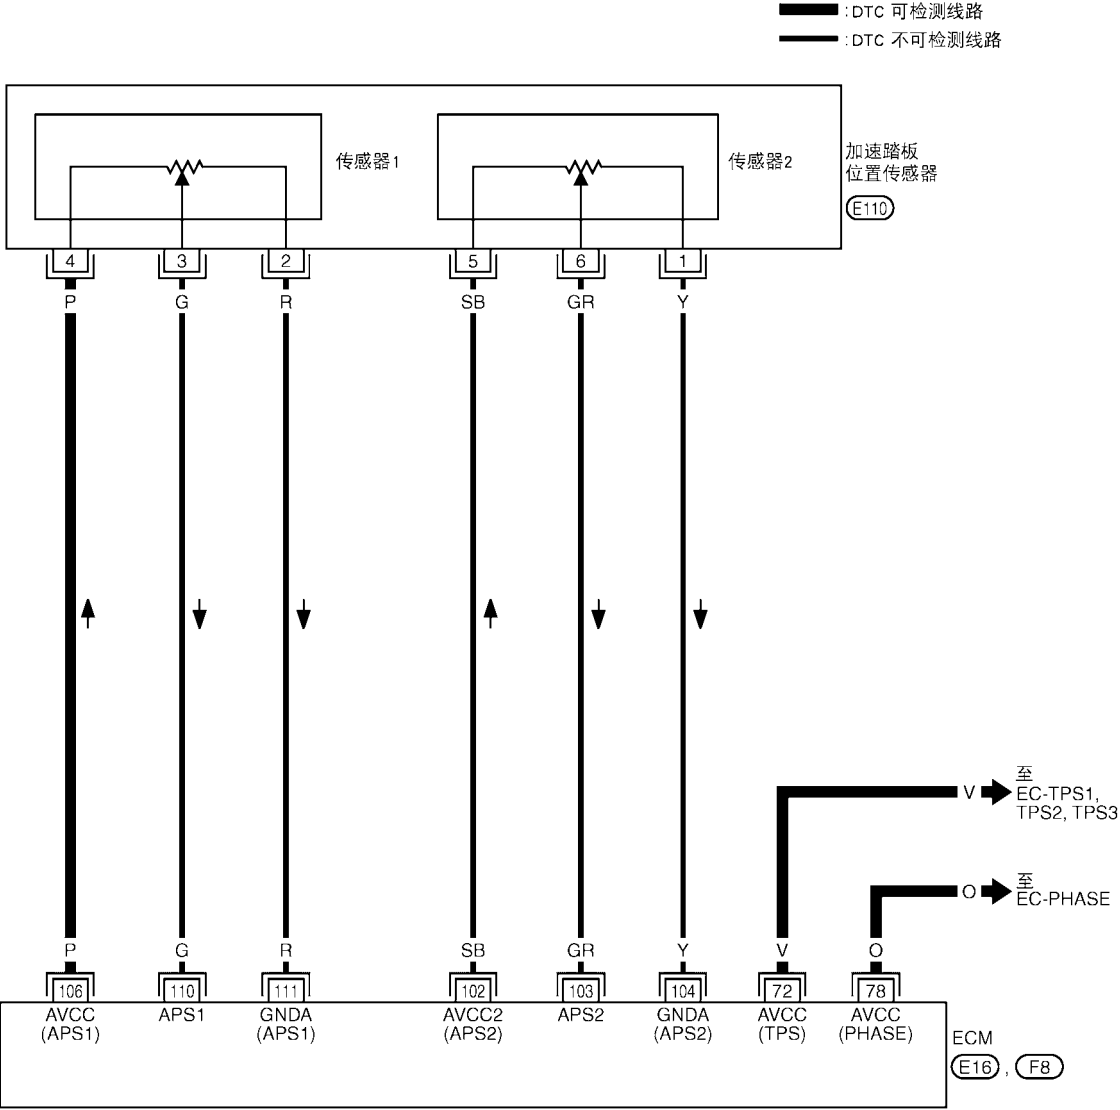 :DTC 可检测线路
:DTC 不可检测线路
传感器1
传感器2
加速踏板
位置传感器
E110
4 3 2 5 6 1
P G R SB GR Y
V
至
EC-TPS1,
TPS2, TPS3
O
至
EC-PHASE
P G R SB GR Y V O
106 110 111 102 103 104 72 78
AVCC APS1 GNDA AVCC2 APS2 GNDA AVCC AVCC
(APS1) (APS1) (APS2) (APS2) (TPS) (PHASE)
ECM
E16 , F8